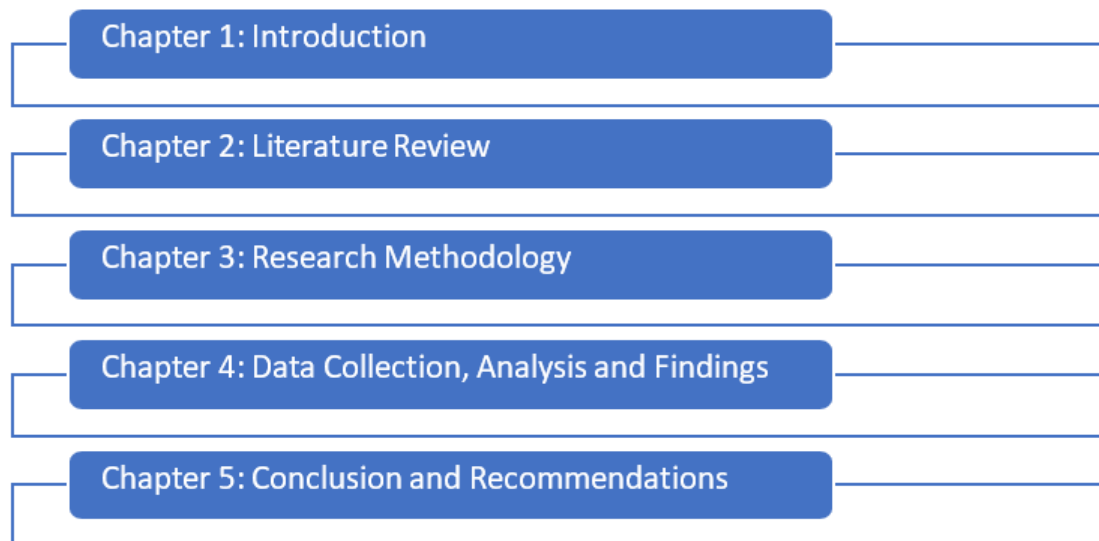 Chapter 1: Introduction
Chapter 2: Literature Review
Chapter 3: Research Methodology
Chapter 4: Data Collection, Analysis and Findings
Chapter 5: Conclusion and Recommendations